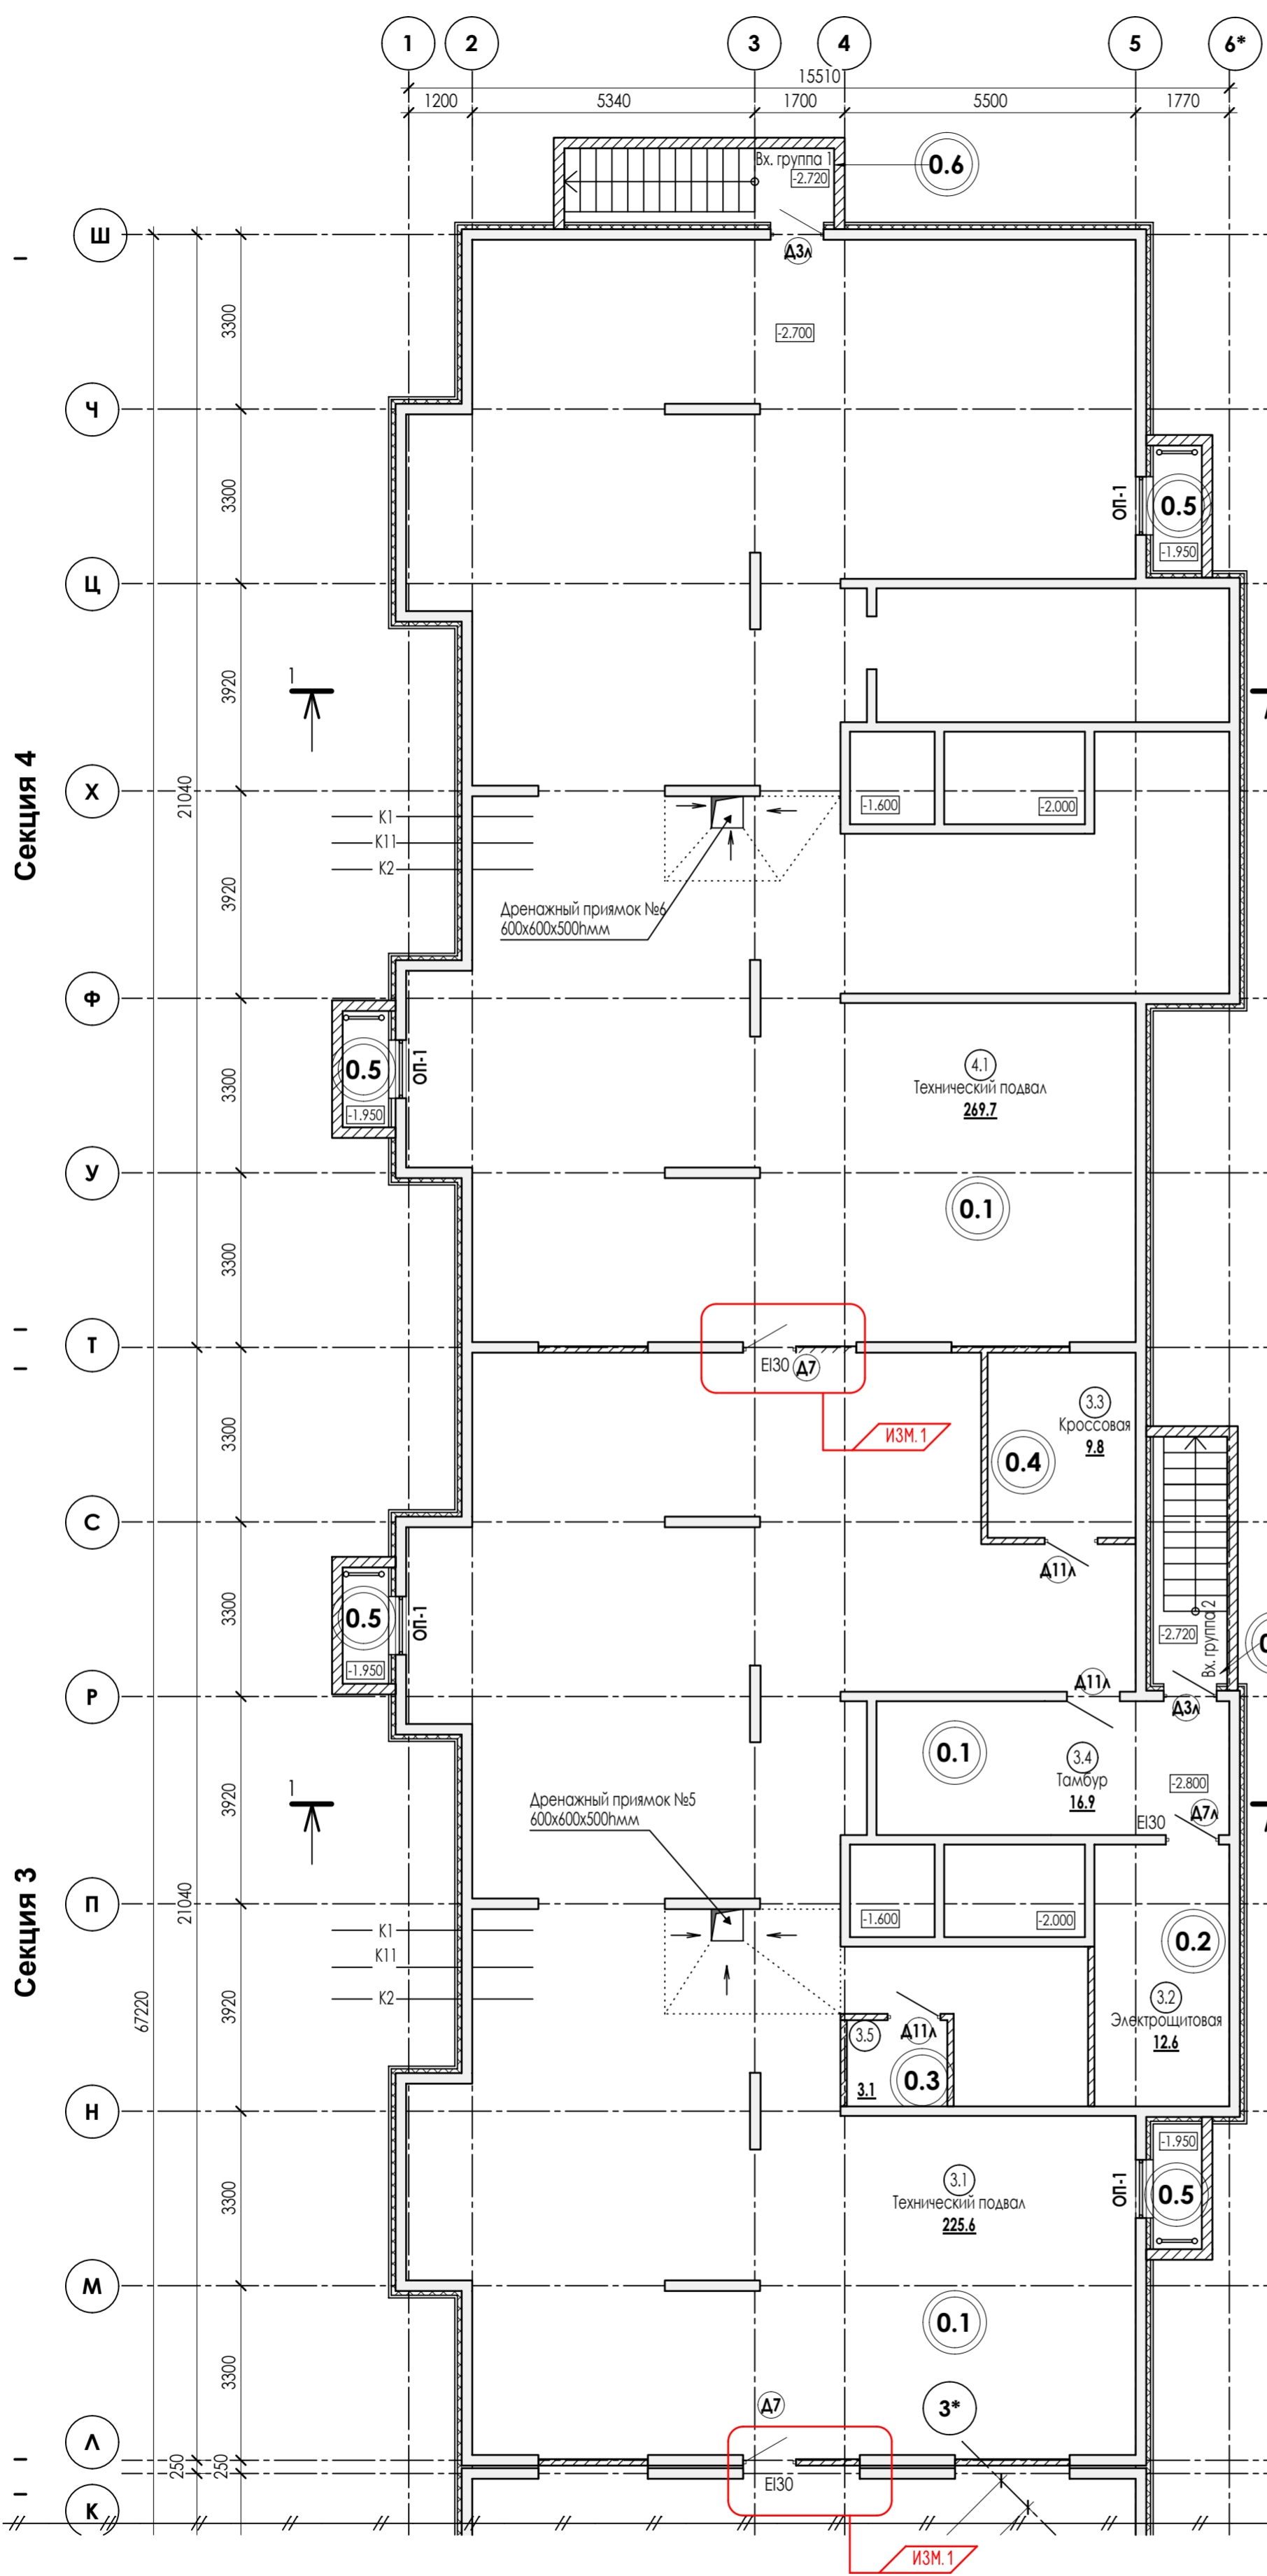 1 2 3 4 5 6*
15510
1200 5340 1700 5500 1770
Вх. группа 1
-2.720
0.6
Ш
Д3л
3300
-2.700
Ч
3300
ОП-1
0.5
-1.950
Ц
3920
1
Секция 4
21040
Х
-1.600
-2.000
К1
К11
К2
3920
Дренажный приямок №6
600x600x500hмм
Ф
0.5
ОП-1
-1.950
3300
4.1
Технический подвал
269.7
У
0.1
3300
Т
EI30 Д7
ИЗМ.1
3300
3.3
Кроссовая
9.8
0.4
С
Д11л
3300
0.5
ОП-1
-1.950
-2.720
Вх. группа 2
Р
Д11л
Д3л
0.1
3.4
Тамбур
16.9
-2.800
3920
1
Дренажный приямок №5
600x600x500hмм
EI30
Д7л
Секция 3
П
21040
-1.600
-2.000
0.2
К1
К11
К2
67220
3920
3.2
Электрощитовая
12.6
3.5
Д11л
3.1
0.3
Н
-1.950
3300
ОП-1
0.5
3.1
Технический подвал
225.6
М
0.1
3300
Д7
3*
Л
250 250
EI30
К
ИЗМ.1